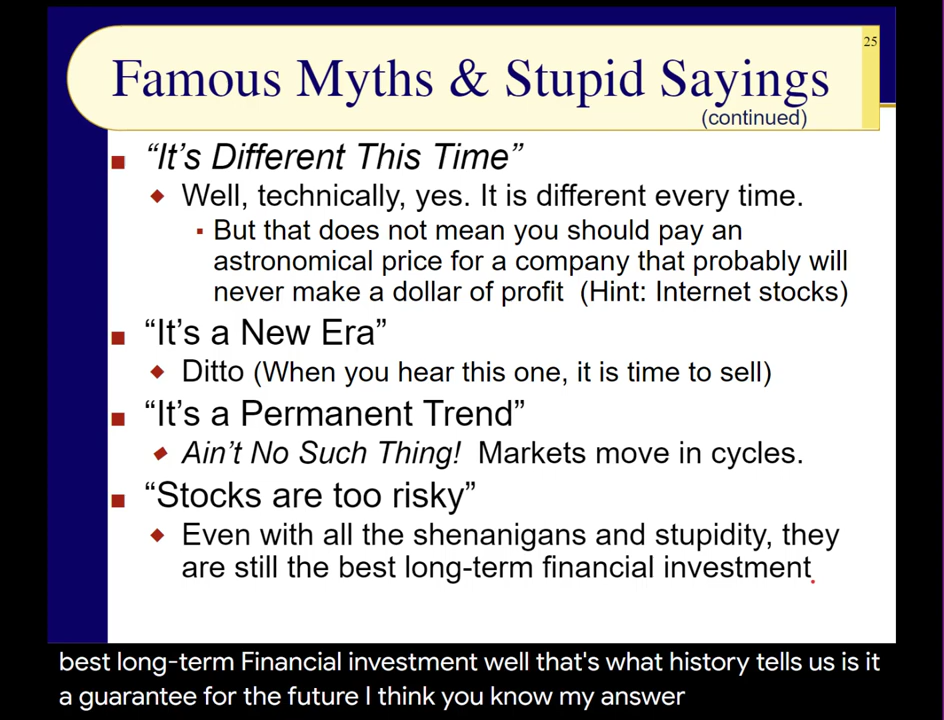 25
Famous Myths & Stupid Sayings
(continued)
“It’s Different This Time”
Well, technically, yes. It is different every time.
But that does not mean you should pay an
astronomical price for a company that probably will
never make a dollar of profit (Hint: Internet stocks)
“It’s a New Era”
Ditto (When you hear this one, it is time to sell)
“It’s a Permanent Trend”
Ain’t No Such Thing! Markets move in cycles.
“Stocks are too risky”
Even with all the shenanigans and stupidity, they
are still the best long-term financial investment
best long-term Financial investment well that's what history tells us is it
a guarantee for the future I think you know my answer